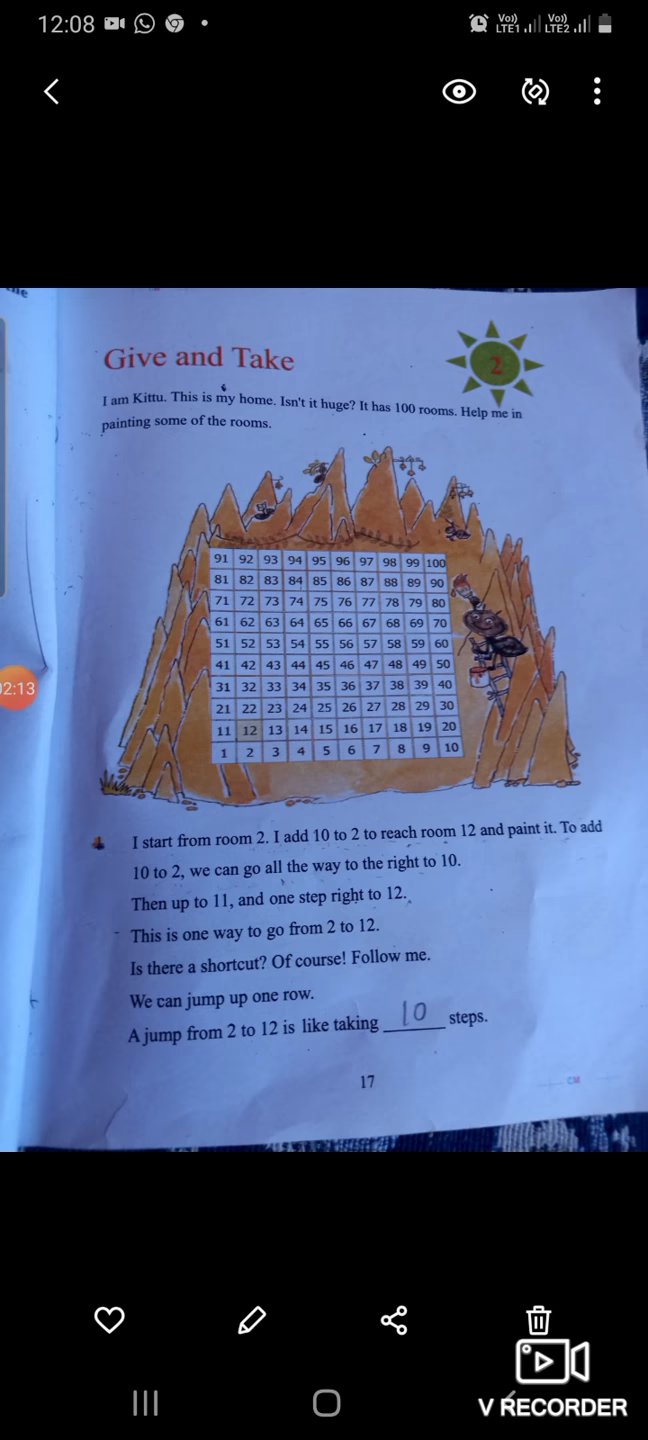 12:08
Vo))
LTE1
Vo))
LTE2
Give and Take
2
I am Kittu. This is my home. Isn't it huge? It has 100 rooms. Help me in
painting some of the rooms.
91 92 93 94 95 96 97 98 99 100
81 82 83 84 85 86 87 88 89 90
71 72 73 74 75 76 77 78 79 80
61 62 63 64 65 66 67 68 69 70
51 52 53 54 55 56 57 58 59 60
41 42 43 44 45 46 47 48 49 50
31 32 33 34 35 36 37 38 39 40
21 22 23 24 25 26 27 28 29 30
11 12 13 14 15 16 17 18 19 20
1 2 3 4 5 6 7 8 9 10
02:13
I start from room 2. I add 10 to 2 to reach room 12 and paint it. To add
10 to 2, we can go all the way to the right to 10.
Then up to 11, and one step right to 12.
This is one way to go from 2 to 12.
Is there a shortcut? Of course! Follow me.
We can jump up one row.
A jump from 2 to 12 is like taking 10 steps.
17
CM
V RECORDER